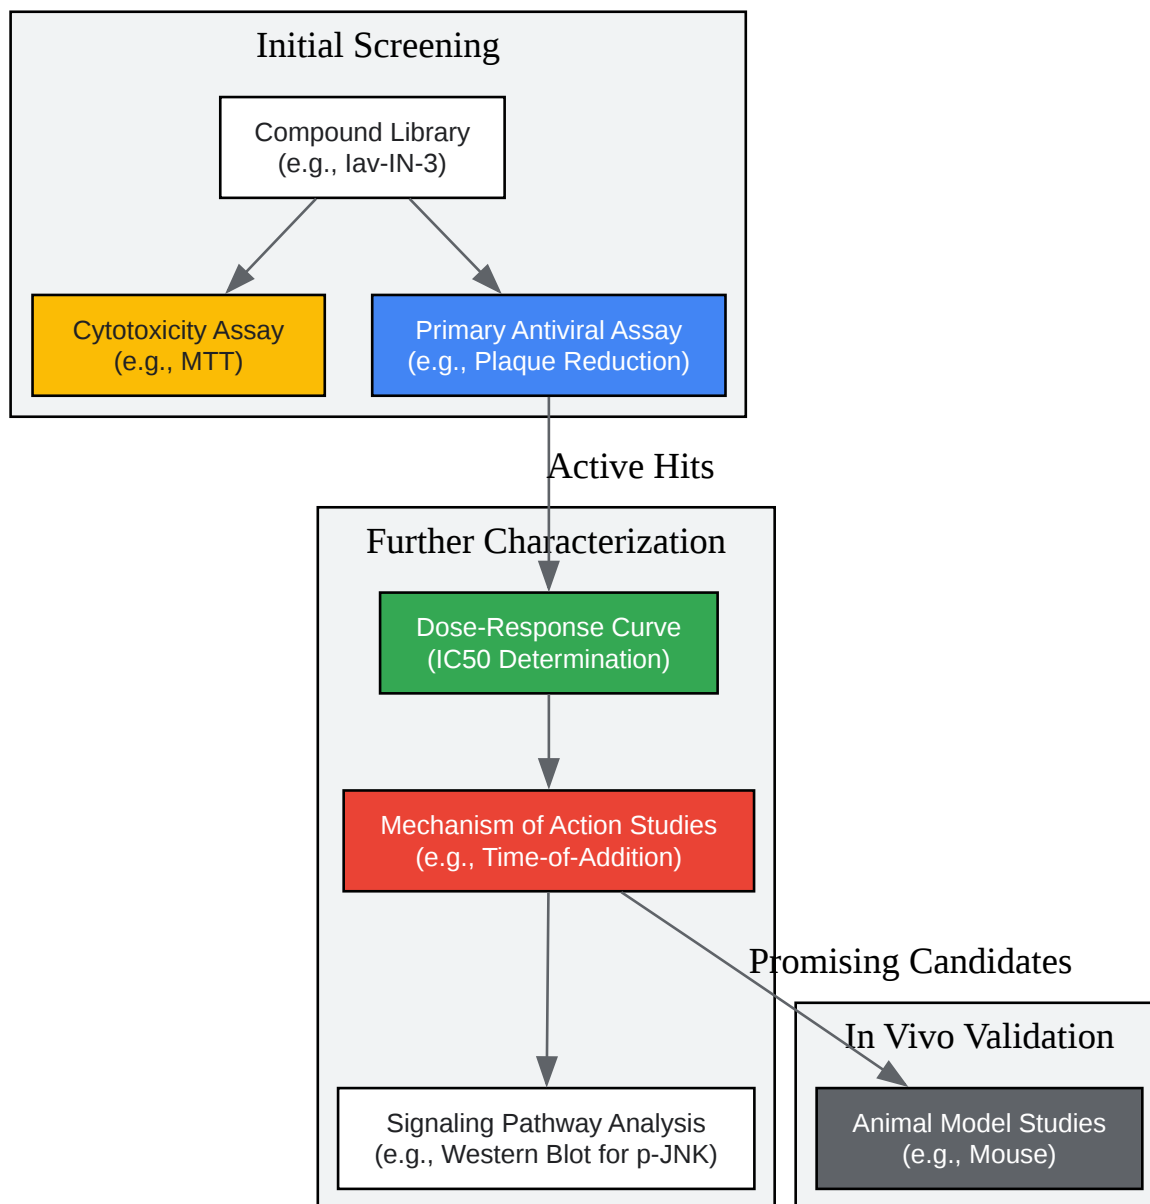 Initial Screening
Compound Library
(e.g., Iav-IN-3)
Cytotoxicity Assay
(e.g., MTT)
Primary Antiviral Assay
(e.g., Plaque Reduction)
Active Hits
Further Characterization
Dose-Response Curve
(IC50 Determination)
Mechanism of Action Studies
(e.g., Time-of-Addition)
Promising Candidates
In Vivo Validation
Signaling Pathway Analysis
(e.g., Western Blot for p-JNK)
Animal Model Studies
(e.g., Mouse)